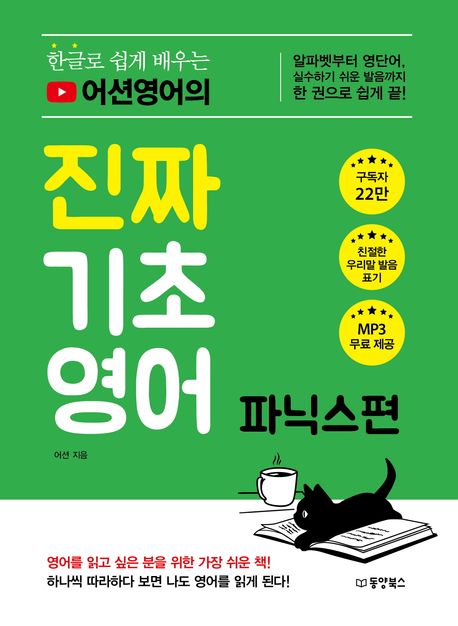 한글로 쉽게 배우는
어션영어의
알파벳부터 영단어,
실수하기 쉬운 발음까지
한 권으로 쉽게 끝!
진짜
기초
영어
파닉스편
구독자
22만
친절한
우리말 발음
표기
MP3
무료 제공
어션 지음
영어를 읽고 싶은 분을 위한 가장 쉬운 책!
하나씩 따라하다 보면 나도 영어를 읽게 된다!
동양북스